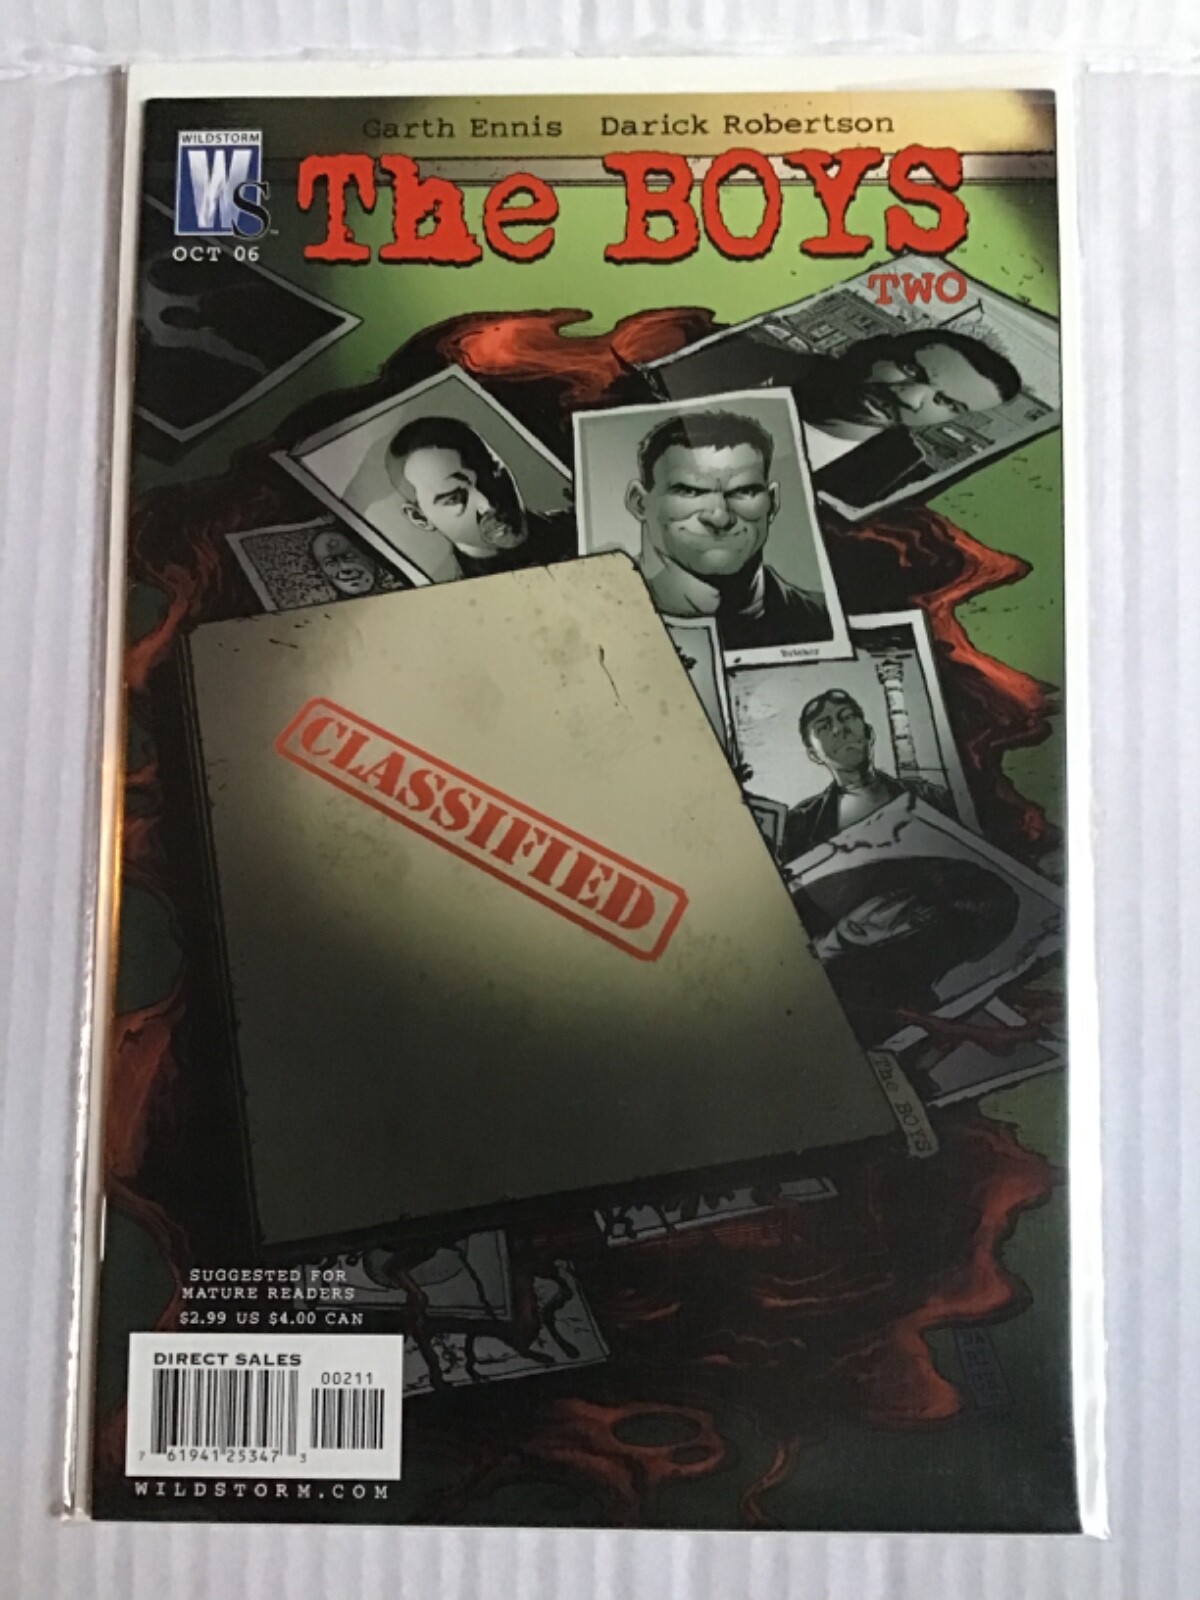 Garth Ennis Darick Robertson
WILDSTORM
WS
The BOYS
OCT 06
TWO
Butcher
CLASSIFIED
The BOYS
SUGGESTED FOR
MATURE READERS
$2.99 US $4.00 CAN
DIRECT SALES
00211
7 61941 25347 3
WILDSTORM.COM